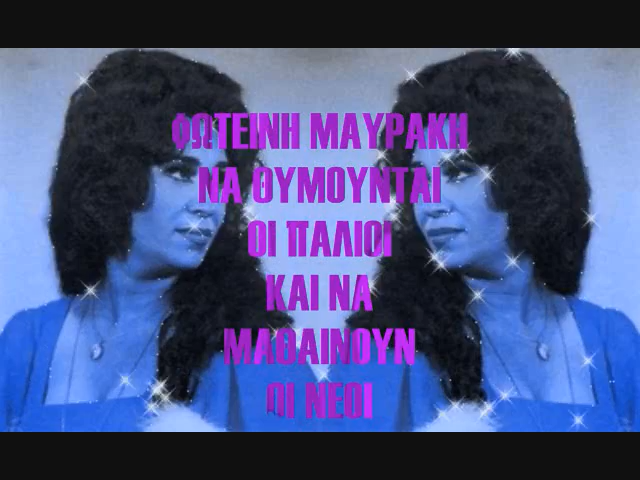 ΦΩΤΕΙΝΗ ΜΑΥΡΑΚΗ
ΝΑ ΘΥΜΟΥΝΤΑΙ
ΟΙ ΠΑΛΙΟΙ
ΚΑΙ ΝΑ
ΜΑΘΑΙΝΟΥΝ
ΟΙ ΝΕΟΙ